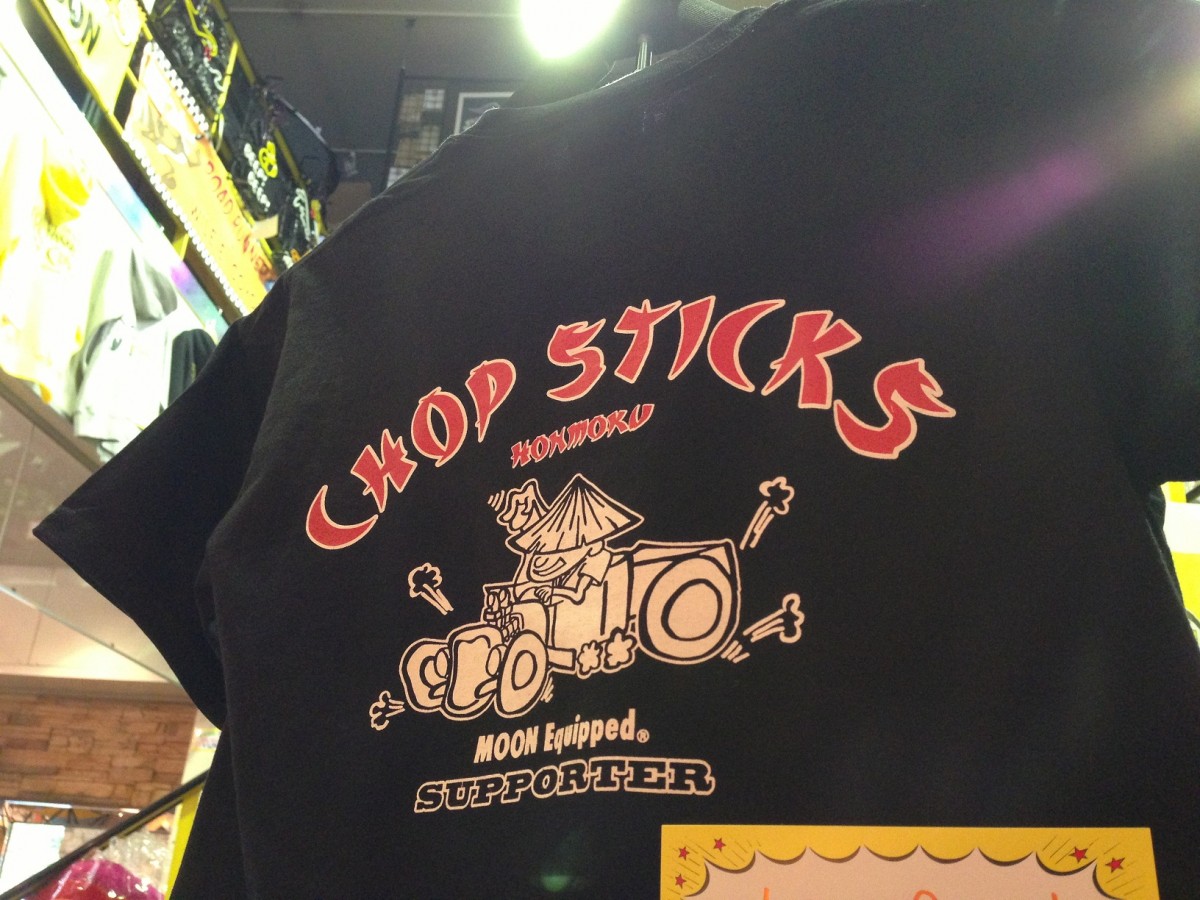 CHOP STICKS
HONMOKU
MOON Equipped®
SUPPORTER